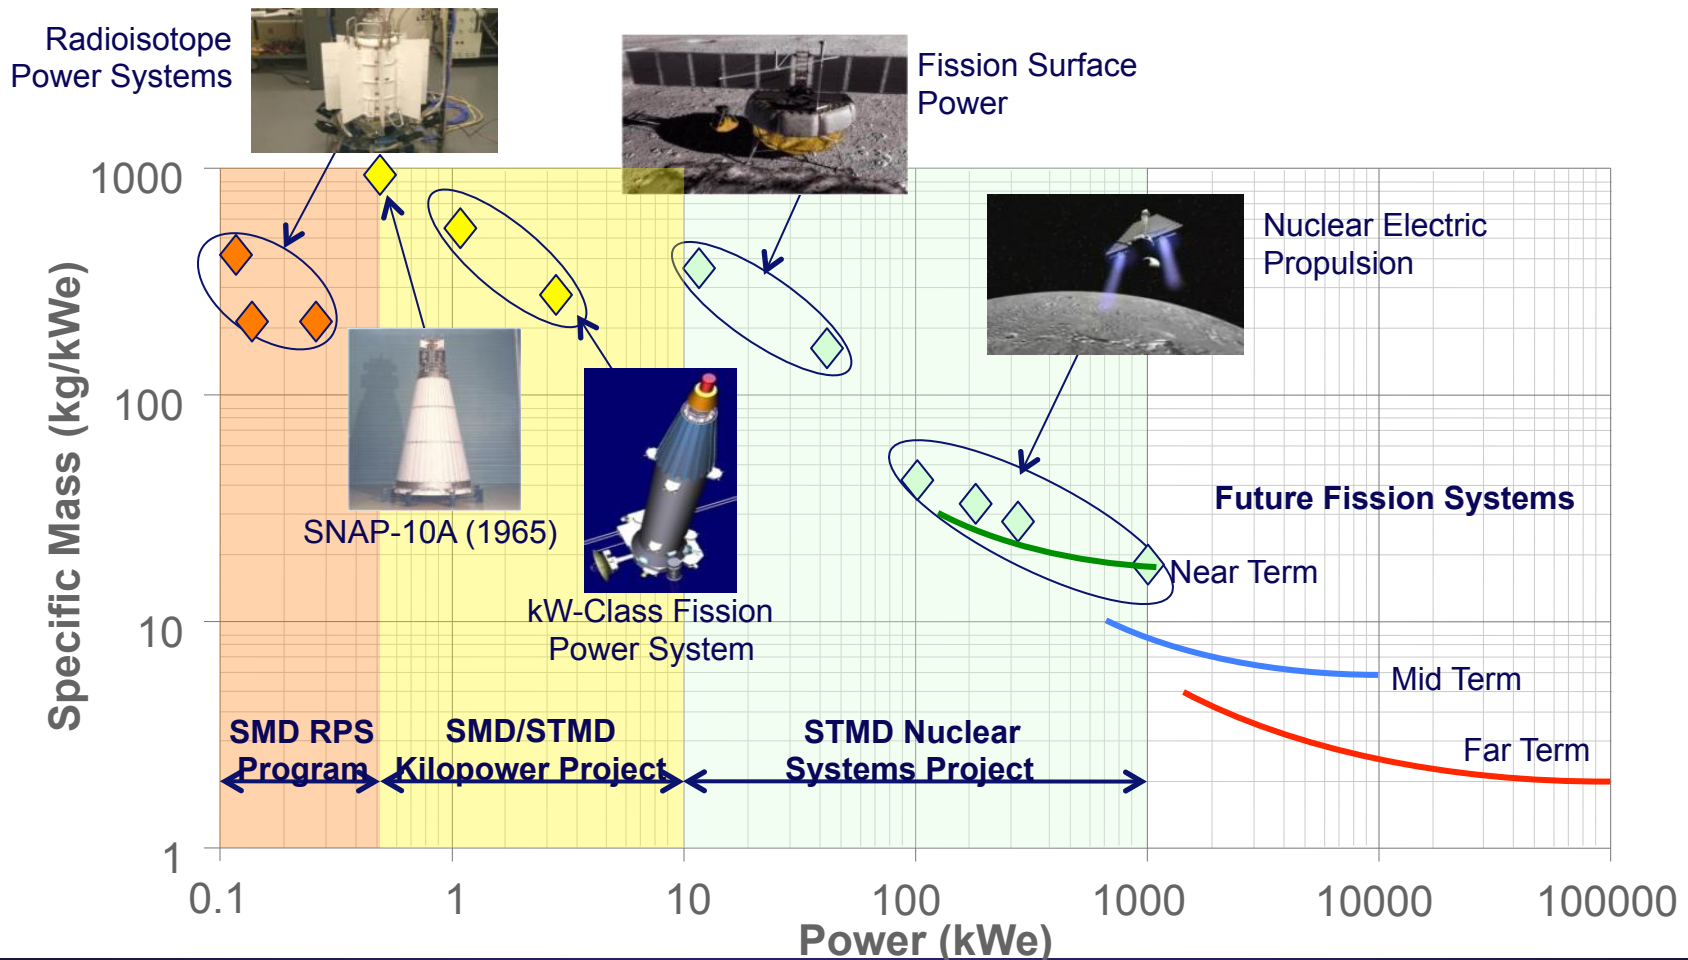 Radioisotope
Power Systems
Fission Surface
Power
Nuclear Electric
Propulsion
1000
100
10
1
Specific Mass (kg/kWe)
SNAP-10A (1965)
kW-Class Fission
Power System
Future Fission Systems
Near Term
Mid Term
Far Term
SMD RPS
Program
SMD/STMD
Kilopower Project
STMD Nuclear
Systems Project
0.1
1
10
100
1000
10000
100000
Power (kWe)